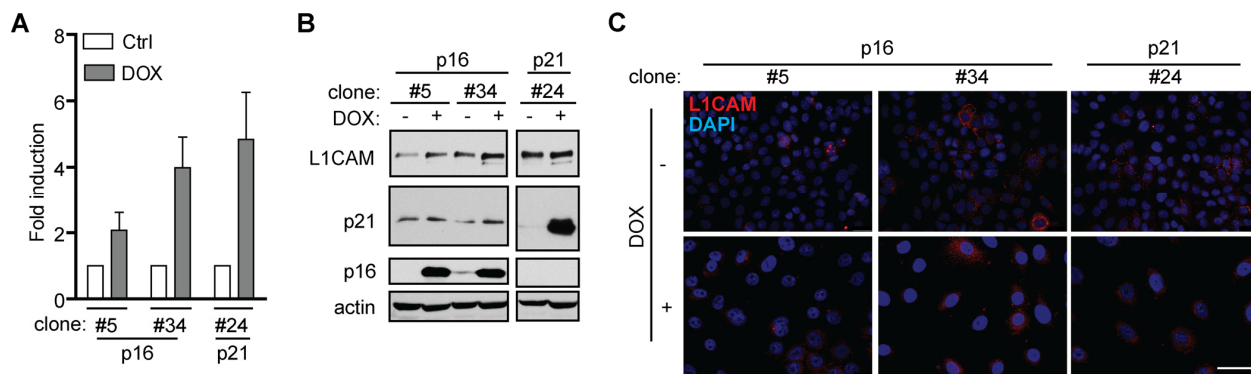 A
Fold induction
8
6
4
2
0
Ctrl
DOX
clone: #5 #34 #24
p16 p21
B
p16 p21
clone: #5 #34 #24
DOX: - + - + - +
L1CAM
p21
p16
actin
C
p16 p21
clone: #5 #34 #24
L1CAM
DAPI
DOX
-
+